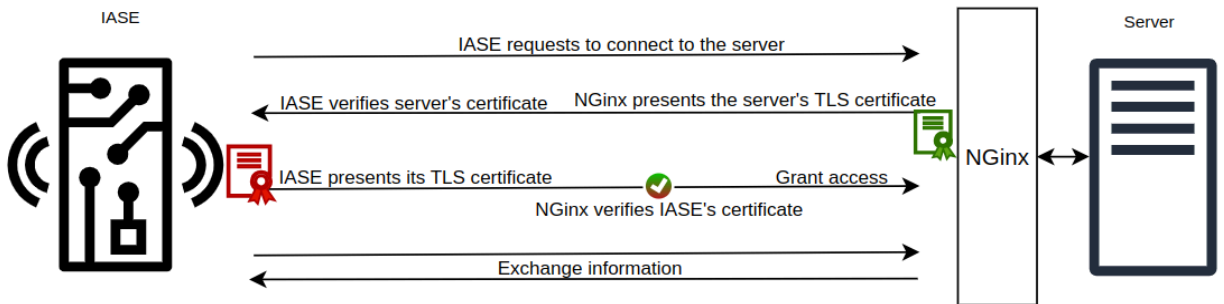 IASE
Server
IASE requests to connect to the server
IASE verifies server's certificate
NGinx presents the server's TLS certificate
NGinx
IASE presents its TLS certificate
Grant access
NGinx verifies IASE's certificate
Exchange information